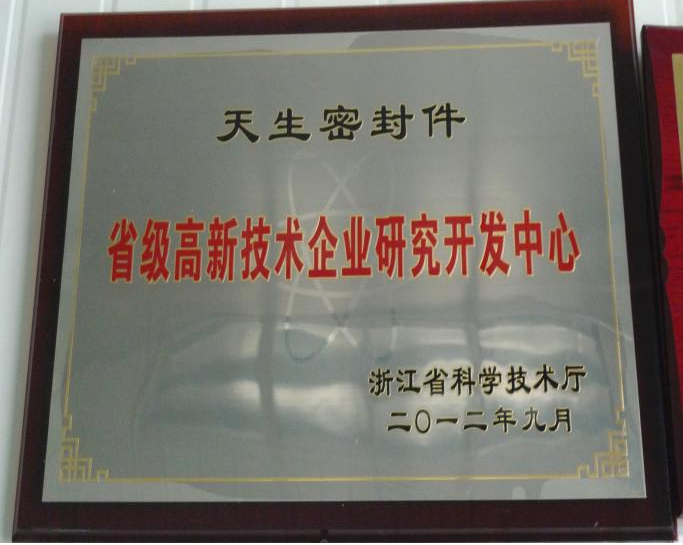 天生密封件
省级高新技术企业研究开发中心
浙江省科学技术厅
二〇一二年九月